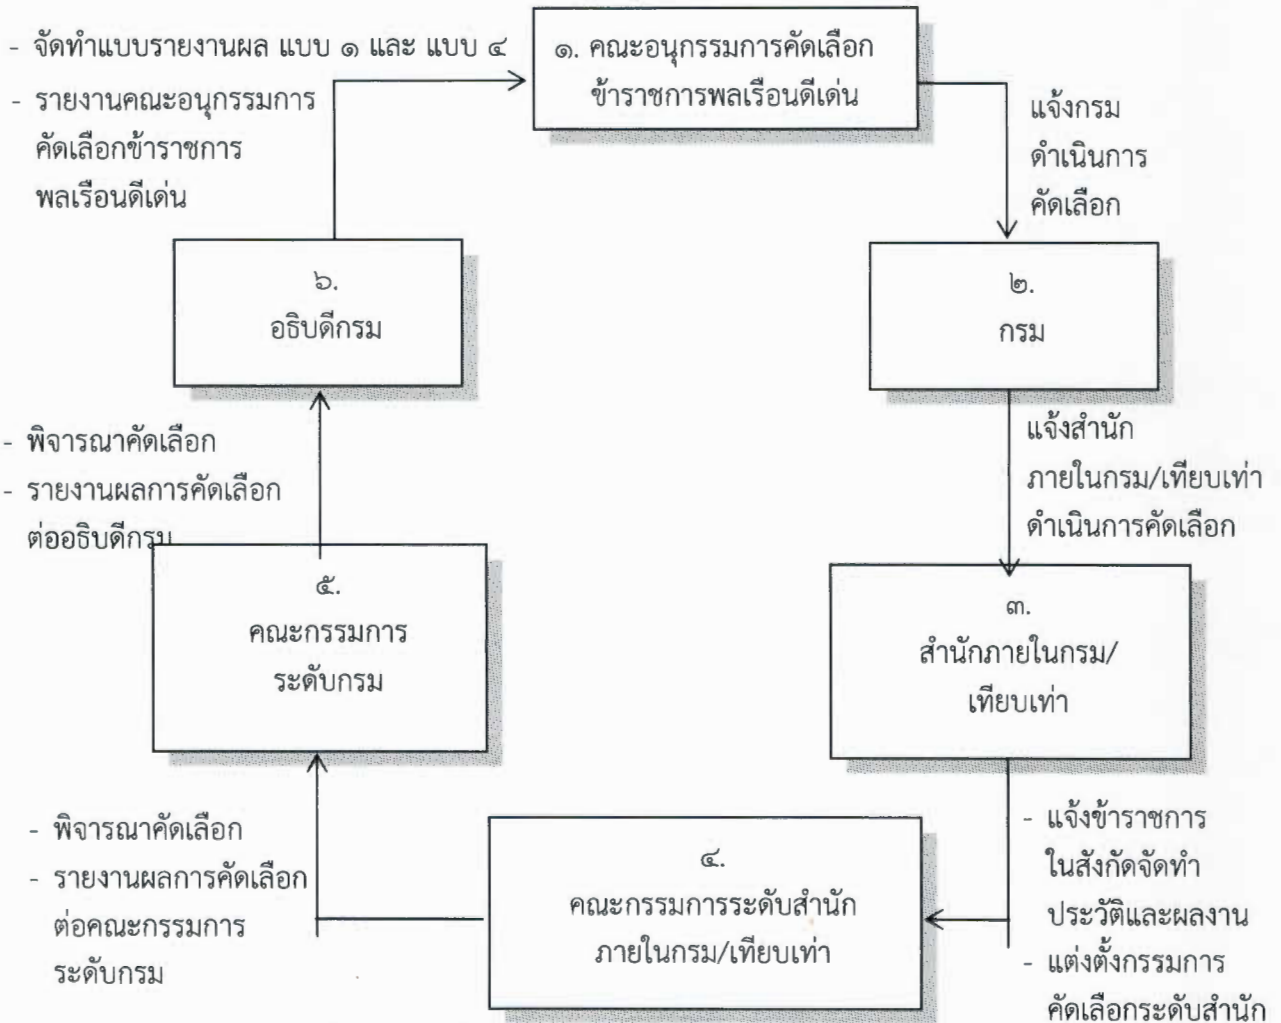 - จัดทำแบบรายงานผล แบบ ๑ และ แบบ ๔
- รายงานคณะอนุกรรมการ
คัดเลือกข้าราชการ
พลเรือนดีเด่น
๑. คณะอนุกรรมการคัดเลือก
ข้าราชการพลเรือนดีเด่น
แจ้งกรม
ดำเนินการ
คัดเลือก
๒.
กรม
แจ้งสำนัก
ภายในกรม/เทียบเท่า
ดำเนินการคัดเลือก
๓.
สำนักภายในกรม/
เทียบเท่า
- แจ้งข้าราชการ
ในสังกัดจัดทำ
ประวัติและผลงาน
- แต่งตั้งกรรมการ
คัดเลือกระดับสำนัก
๔.
คณะกรรมการระดับสำนัก
ภายในกรม/เทียบเท่า
- พิจารณาคัดเลือก
- รายงานผลการคัดเลือก
ต่อคณะกรรมการ
ระดับกรม
๕.
คณะกรรมการ
ระดับกรม
- พิจารณาคัดเลือก
- รายงานผลการคัดเลือก
ต่ออธิบดีกรม
๖.
อธิบดีกรม